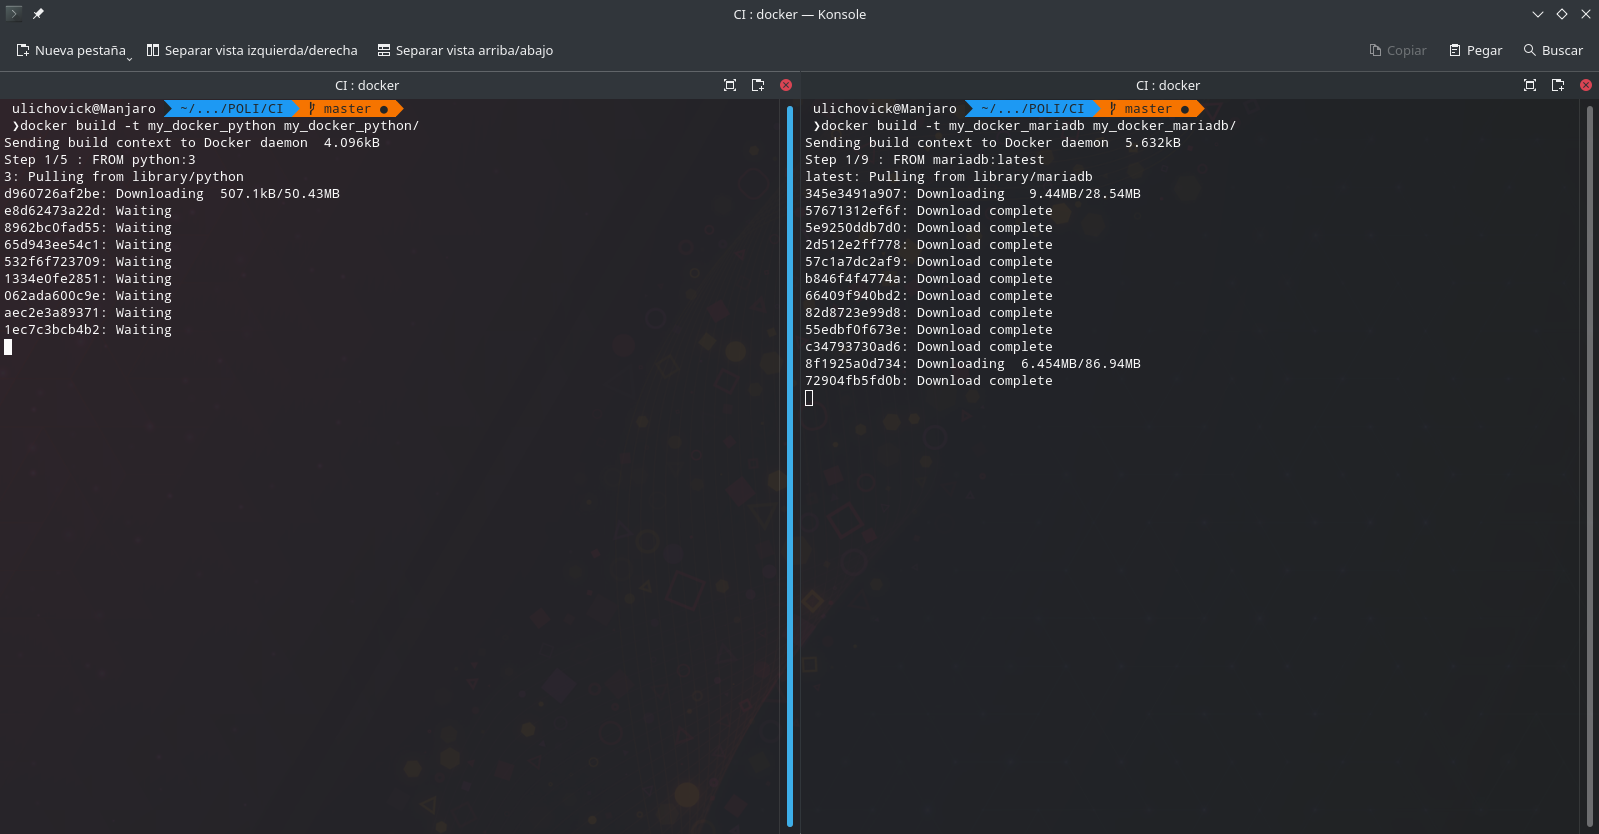 CI : docker — Konsole
Nueva pestaña Separar vista izquierda/derecha Separar vista arriba/abajo Copiar Pegar Buscar
CI : docker
ulichovick@Manjaro ~/.../POLI/CI master ●
❯docker build -t my_docker_python my_docker_python/
Sending build context to Docker daemon  4.096kB
Step 1/5 : FROM python:3
3: Pulling from library/python
d960726af2be: Downloading  507.1kB/50.43MB
e8d62473a22d: Waiting
8962bc0fad55: Waiting
65d943ee54c1: Waiting
532f6f723709: Waiting
1334e0fe2851: Waiting
062ada600c9e: Waiting
aec2e3a89371: Waiting
1ec7c3bcb4b2: Waiting
CI : docker
ulichovick@Manjaro ~/.../POLI/CI master ●
❯docker build -t my_docker_mariadb my_docker_mariadb/
Sending build context to Docker daemon  5.632kB
Step 1/9 : FROM mariadb:latest
latest: Pulling from library/mariadb
345e3491a907: Downloading   9.44MB/28.54MB
57671312ef6f: Download complete
5e9250ddb7d0: Download complete
2d512e2ff778: Download complete
57c1a7dc2af9: Download complete
b846f4f4774a: Download complete
66409f940bd2: Download complete
82d8723e99d8: Download complete
55edbf0f673e: Download complete
c34793730ad6: Download complete
8f1925a0d734: Downloading  6.454MB/86.94MB
72904fb5fd0b: Download complete